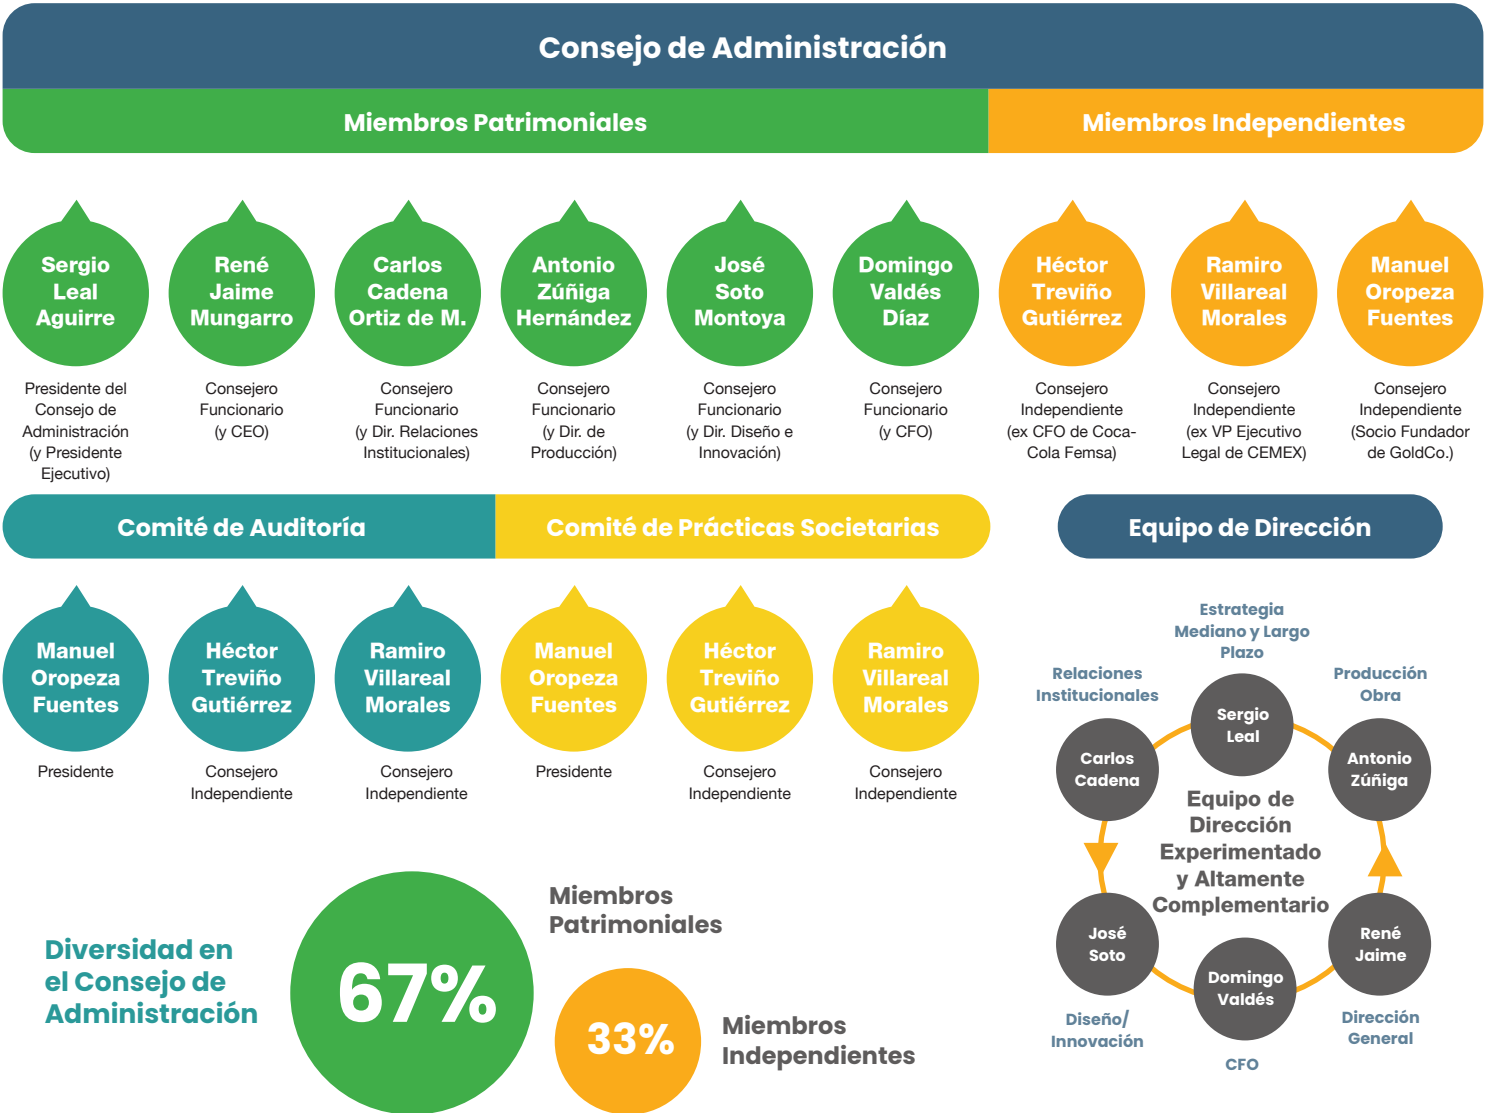 Consejo de Administración
Miembros Patrimoniales
Miembros Independientes
Sergio
Leal
Aguirre
Presidente del
Consejo de
Administración
(y Presidente
Ejecutivo)
René
Jaime
Mungarro
Consejero
Funcionario
(y CEO)
Carlos
Cadena
Ortiz de M.
Consejero
Funcionario
(y Dir. Relaciones
Institucionales)
Antonio
Zúñiga
Hernández
Consejero
Funcionario
(y Dir. de
Producción)
José
Soto
Montoya
Consejero
Funcionario
(y Dir. Diseño e
Innovación)
Domingo
Valdés
Díaz
Consejero
Funcionario
(y CFO)
Héctor
Treviño
Gutiérrez
Consejero
Independiente
(ex CFO de Coca-
Cola Femsa)
Ramiro
Villareal
Morales
Consejero
Independiente
(ex VP Ejecutivo
Legal de CEMEX)
Manuel
Oropeza
Fuentes
Consejero
Independiente
(Socio Fundador
de GoldCo.)
Comité de Auditoría
Manuel
Oropeza
Fuentes
Presidente
Héctor
Treviño
Gutiérrez
Consejero
Independiente
Ramiro
Villareal
Morales
Consejero
Independiente
Comité de Prácticas Societarias
Manuel
Oropeza
Fuentes
Presidente
Héctor
Treviño
Gutiérrez
Consejero
Independiente
Ramiro
Villareal
Morales
Consejero
Independiente
Equipo de Dirección
Estrategia
Mediano y Largo
Plazo
Sergio
Leal
Relaciones
Institucionales
Carlos
Cadena
Producción
Obra
Antonio
Zúñiga
Equipo de
Dirección
Experimentado
y Altamente
Complementario
José
Soto
Diseño/
Innovación
Domingo
Valdés
CFO
René
Jaime
Dirección
General
Diversidad en
el Consejo de
Administración
67%
Miembros
Patrimoniales
33%
Miembros
Independientes